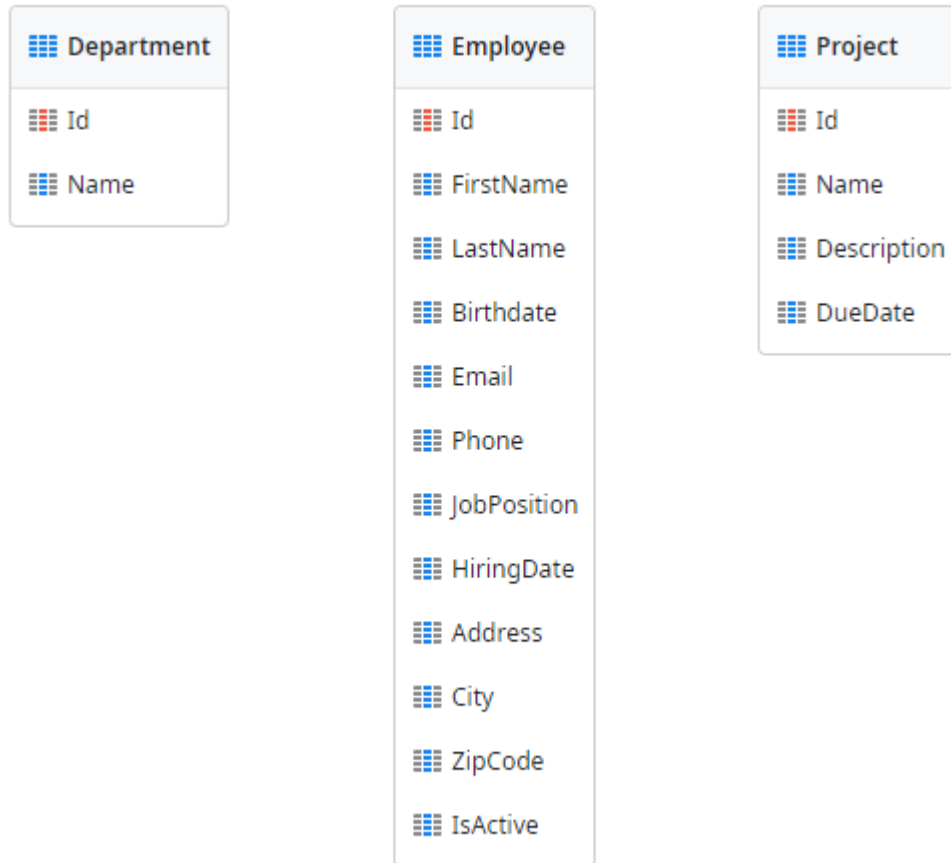 Department
Id
Name
Employee
Id
FirstName
LastName
Birthdate
Email
Phone
JobPosition
HiringDate
Address
City
ZipCode
IsActive
Project
Id
Name
Description
DueDate